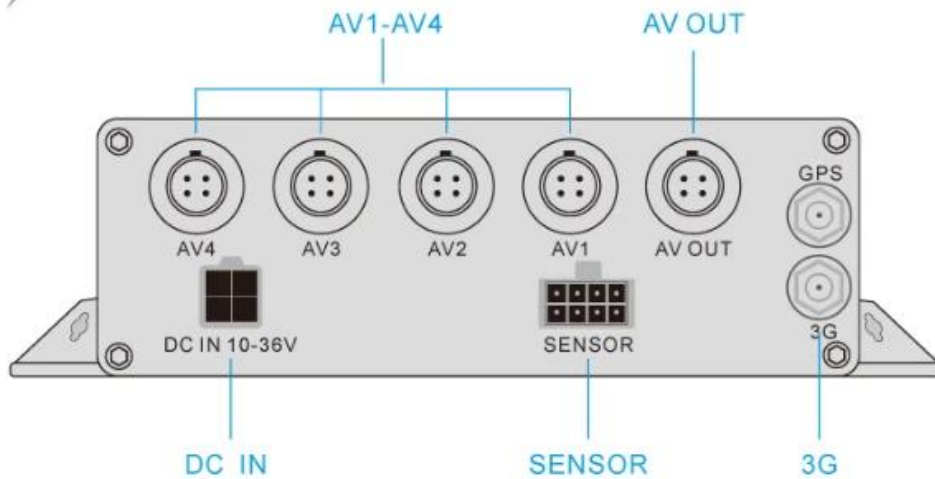 AV1-AV4 AV OUT
GPS
AV4 AV3 AV2 AV1 AV OUT
DC IN 10-36V SENSOR 3G
DC IN SENSOR 3G